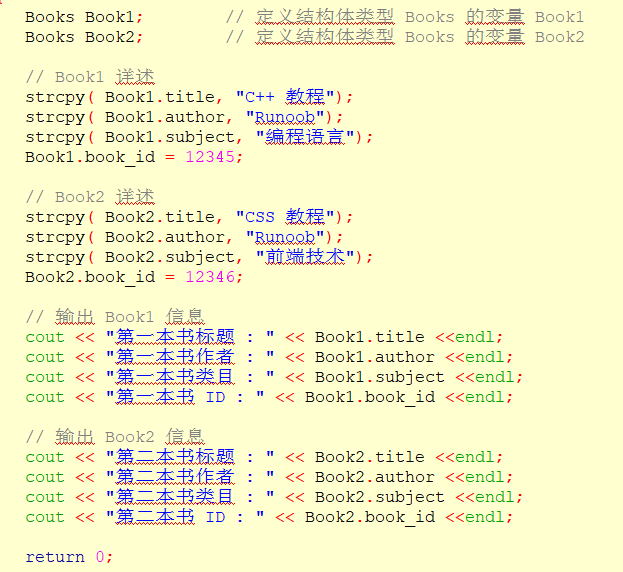 Books Book1;        // 定义结构体类型 Books 的变量 Book1
Books Book2;        // 定义结构体类型 Books 的变量 Book2
// Book1 详述
strcpy( Book1.title, "C++ 教程");
strcpy( Book1.author, "Runoob");
strcpy( Book1.subject, "编程语言");
Book1.book_id = 12345;
// Book2 详述
strcpy( Book2.title, "CSS 教程");
strcpy( Book2.author, "Runoob");
strcpy( Book2.subject, "前端技术");
Book2.book_id = 12346;
// 输出 Book1 信息
cout << "第一本书标题 : " << Book1.title <<endl;
cout << "第一本书作者 : " << Book1.author <<endl;
cout << "第一本书类目 : " << Book1.subject <<endl;
cout << "第一本书 ID : " << Book1.book_id <<endl;
// 输出 Book2 信息
cout << "第二本书标题 : " << Book2.title <<endl;
cout << "第二本书作者 : " << Book2.author <<endl;
cout << "第二本书类目 : " << Book2.subject <<endl;
cout << "第二本书 ID : " << Book2.book_id <<endl;
return 0;